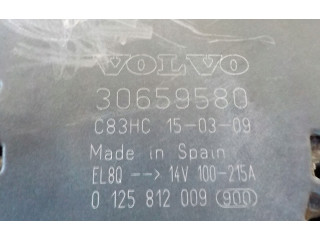 VOLVO
30659580
C83HC 15-03-09
Made in Spain
EL8Q --> 14V 100-215A
0 125 812 009 900